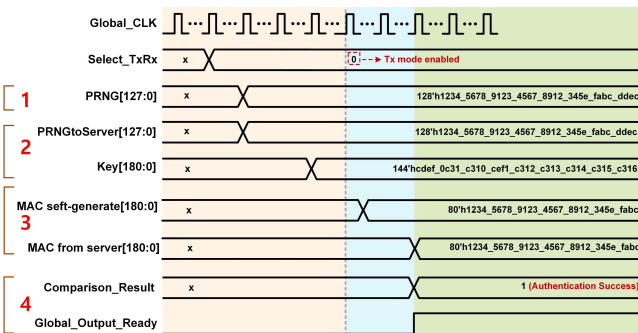 Global_CLK
Select_TxRx x 0 Tx mode enabled
1 PRNG[127:0] x 128'h1234_5678_9123_4567_8912_345e_fabc_ddec
2 PRNGtoServer[127:0] x 128'h1234_5678_9123_4567_8912_345e_fabc_ddec
Key[180:0] x 144'hcdef_0c31_c310_cef1_c312_c313_c314_c315_c316
3 MAC seft-generate[180:0] x 80'h1234_5678_9123_4567_8912_345e_fabc
MAC from server[180:0] x 80'h1234_5678_9123_4567_8912_345e_fabc
4 Comparison_Result x 1 (Authentication Success)
Global_Output_Ready